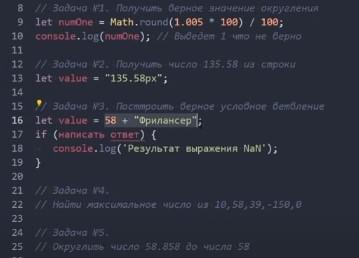 8 // Задача №1. Получить верное значение округления
9 let numOne = Math.round(1.005 * 100) / 100;
10 console.log(numOne); // Выведет 1 что не верно
11
12 // Задача №2. Получить число 135.58 из строки
13 let value = "135.58px";
14
15 // Задача №3. Построить верное условное ветвление
16 let value = 58 + "Фрилансер";
17 if (написать ответ) {
18 console.log('Результат выражения NaN');
19 }
20
21 // Задача №4.
22 // Найти максимальное число из 10,58,39,-150,0
23
24 // Задача №5.
25 // Округлить число 58.858 до числа 58